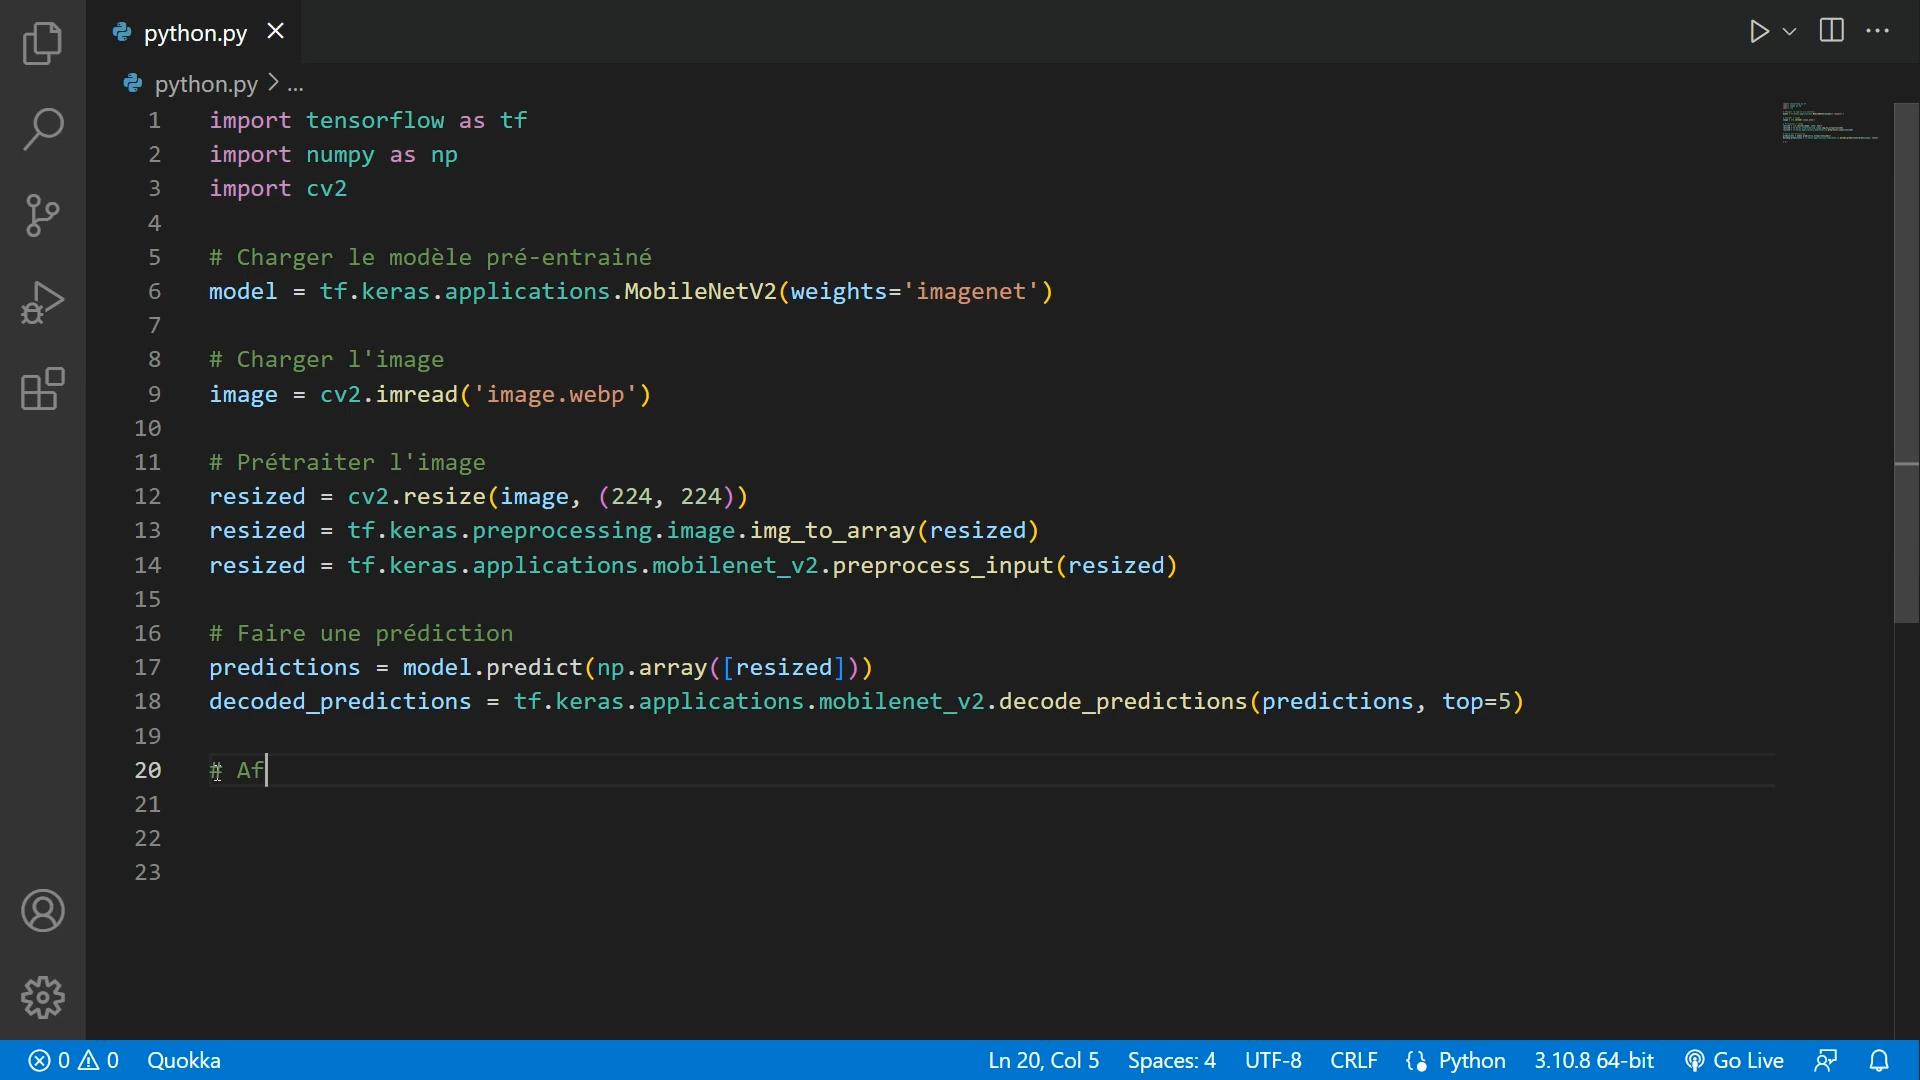 python.py
python.py > ...
1 import tensorflow as tf
2 import numpy as np
3 import cv2
4
5 # Charger le modèle pré-entrainé
6 model = tf.keras.applications.MobileNetV2(weights='imagenet')
7
8 # Charger l'image
9 image = cv2.imread('image.webp')
10
11 # Prétraiter l'image
12 resized = cv2.resize(image, (224, 224))
13 resized = tf.keras.preprocessing.image.img_to_array(resized)
14 resized = tf.keras.applications.mobilenet_v2.preprocess_input(resized)
15
16 # Faire une prédiction
17 predictions = model.predict(np.array([resized]))
18 decoded_predictions = tf.keras.applications.mobilenet_v2.decode_predictions(predictions, top=5)
19
20 # Af
21
22
23
0 0 Quokka Ln 20, Col 5 Spaces: 4 UTF-8 CRLF Python 3.10.8 64-bit Go Live